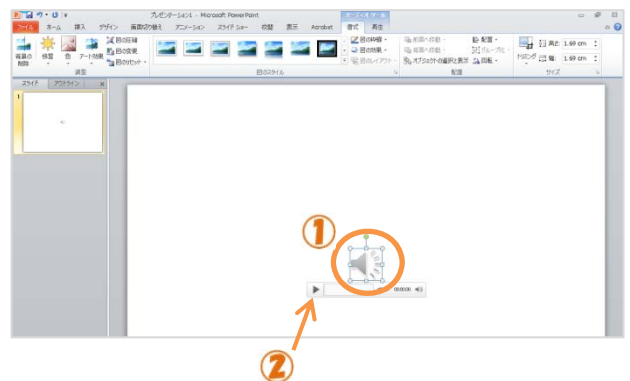 プレゼンテーション1 - Microsoft PowerPoint
オーディオ ツール
ファイル ホーム 挿入 デザイン 画面切り替え アニメーション スライド ショー 校閲 表示 Acrobat 書式 再生
背景の
削除
修整 色 アート効果
図の圧縮
図の変更
図のリセット
調整
図のスタイル
図の枠線
図の効果
図のレイアウト
前面へ移動
背面へ移動
オブジェクトの選択と表示
配置
グループ化
回転
配置
トリミング
高さ: 1.69 cm
幅: 1.69 cm
サイズ
スライド アウトライン
1
①
00:00.00
②